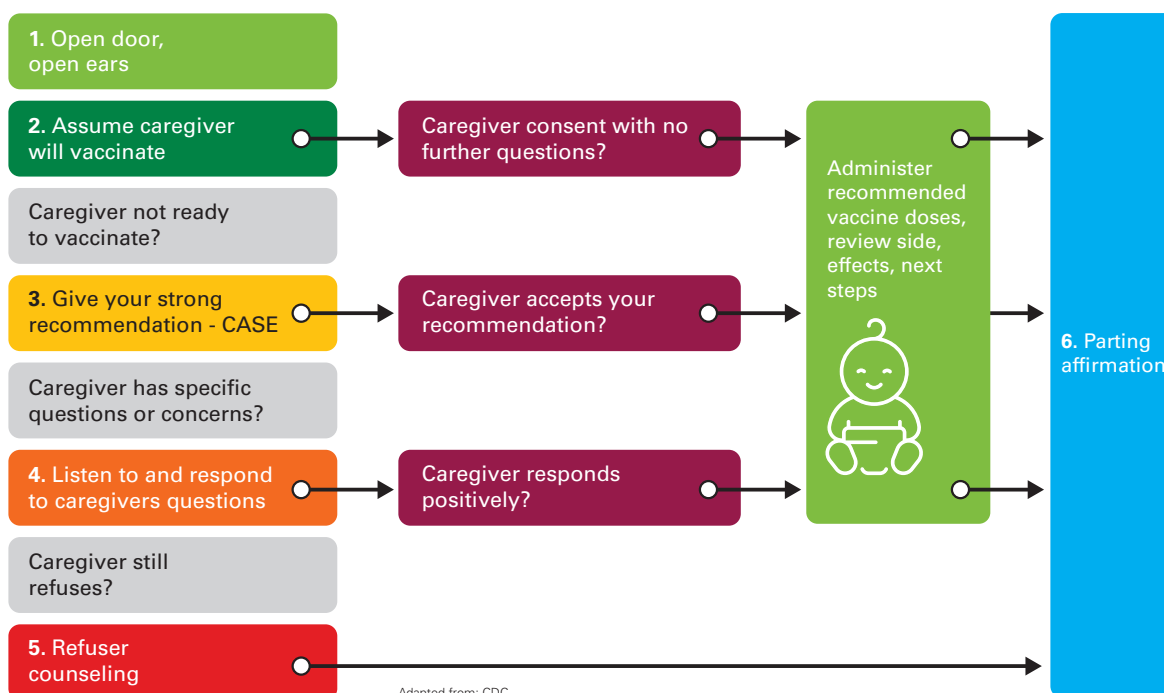 1. Open door,
open ears
2. Assume caregiver
will vaccinate
Caregiver consent with no
further questions?
Administer
recommended
vaccine doses,
review side,
effects, next
steps
Caregiver not ready
to vaccinate?
3. Give your strong
recommendation - CASE
Caregiver accepts your
recommendation?
6. Parting
affirmation
Caregiver has specific
questions or concerns?
4. Listen to and respond
to caregivers questions
Caregiver responds
positively?
Caregiver still
refuses?
5. Refuser
counseling
Adapted from: CDC